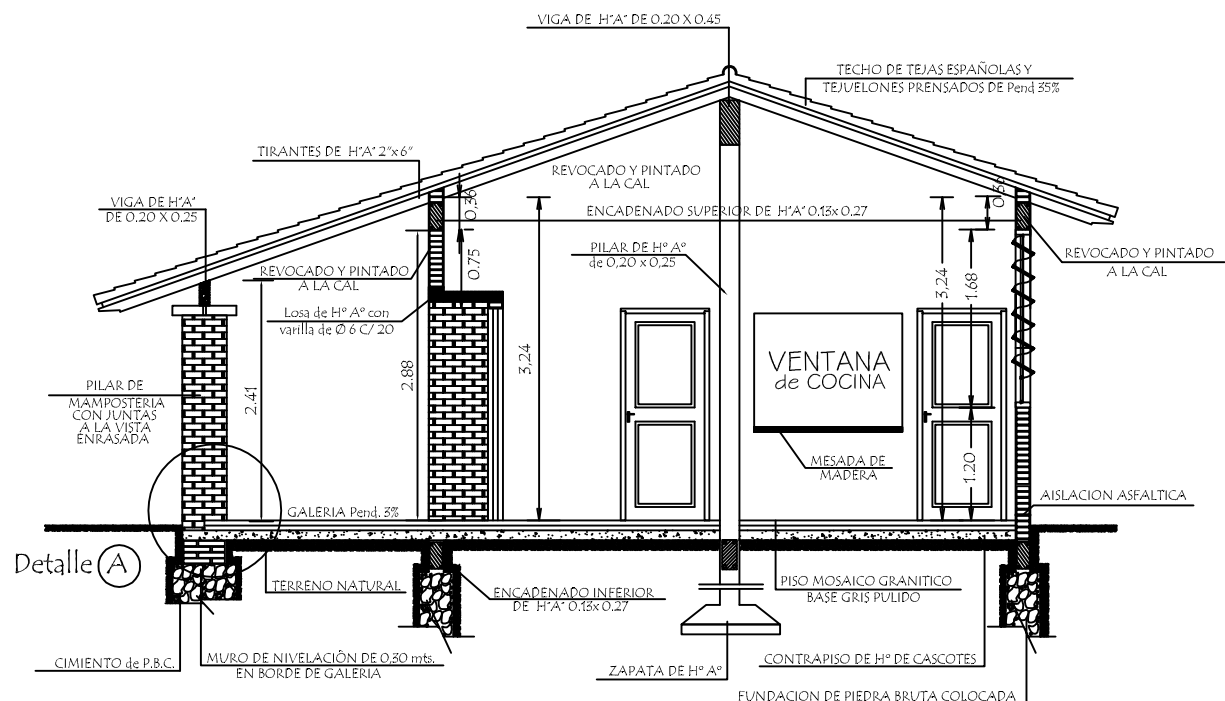 VIGA DE H°A° DE 0.20 X 0.45
TECHO DE TEJAS ESPAÑOLAS Y
TEJUELONES PRENSADOS DE Pend 35%
TIRANTES DE H°A° 2"x 6"
REVOCADO Y PINTADO
A LA CAL
0,36
0.36
VIGA DE H°A°
DE 0.20 X 0.25
ENCADENADO SUPERIOR DE H°A° 0.13x 0.27
REVOCADO Y PINTADO
A LA CAL
0.75
PILAR DE H° A°
de 0,20 x 0,25
REVOCADO Y PINTADO
A LA CAL
Losa de H° A° con
varilla de Ø 6 C/ 20
3,24
1.68
2.41
2.88
3,24
VENTANA
de COCINA
PILAR DE
MAMPOSTERIA
CON JUNTAS
A LA VISTA
ENRASADA
MESADA DE
MADERA
1.20
AISLACION ASFALTICA
GALERIA Pend. 3%
Detalle A
TERRENO NATURAL
ENCADENADO INFERIOR
DE H°A° 0.13x 0.27
PISO MOSAICO GRANITICO
BASE GRIS PULIDO
CIMIENTO de P.B.C.
MURO DE NIVELACIÓN DE 0,30 mts.
EN BORDE DE GALERIA
ZAPATA DE H° A°
CONTRAPISO DE H° DE CASCOTES
FUNDACION DE PIEDRA BRUTA COLOCADA